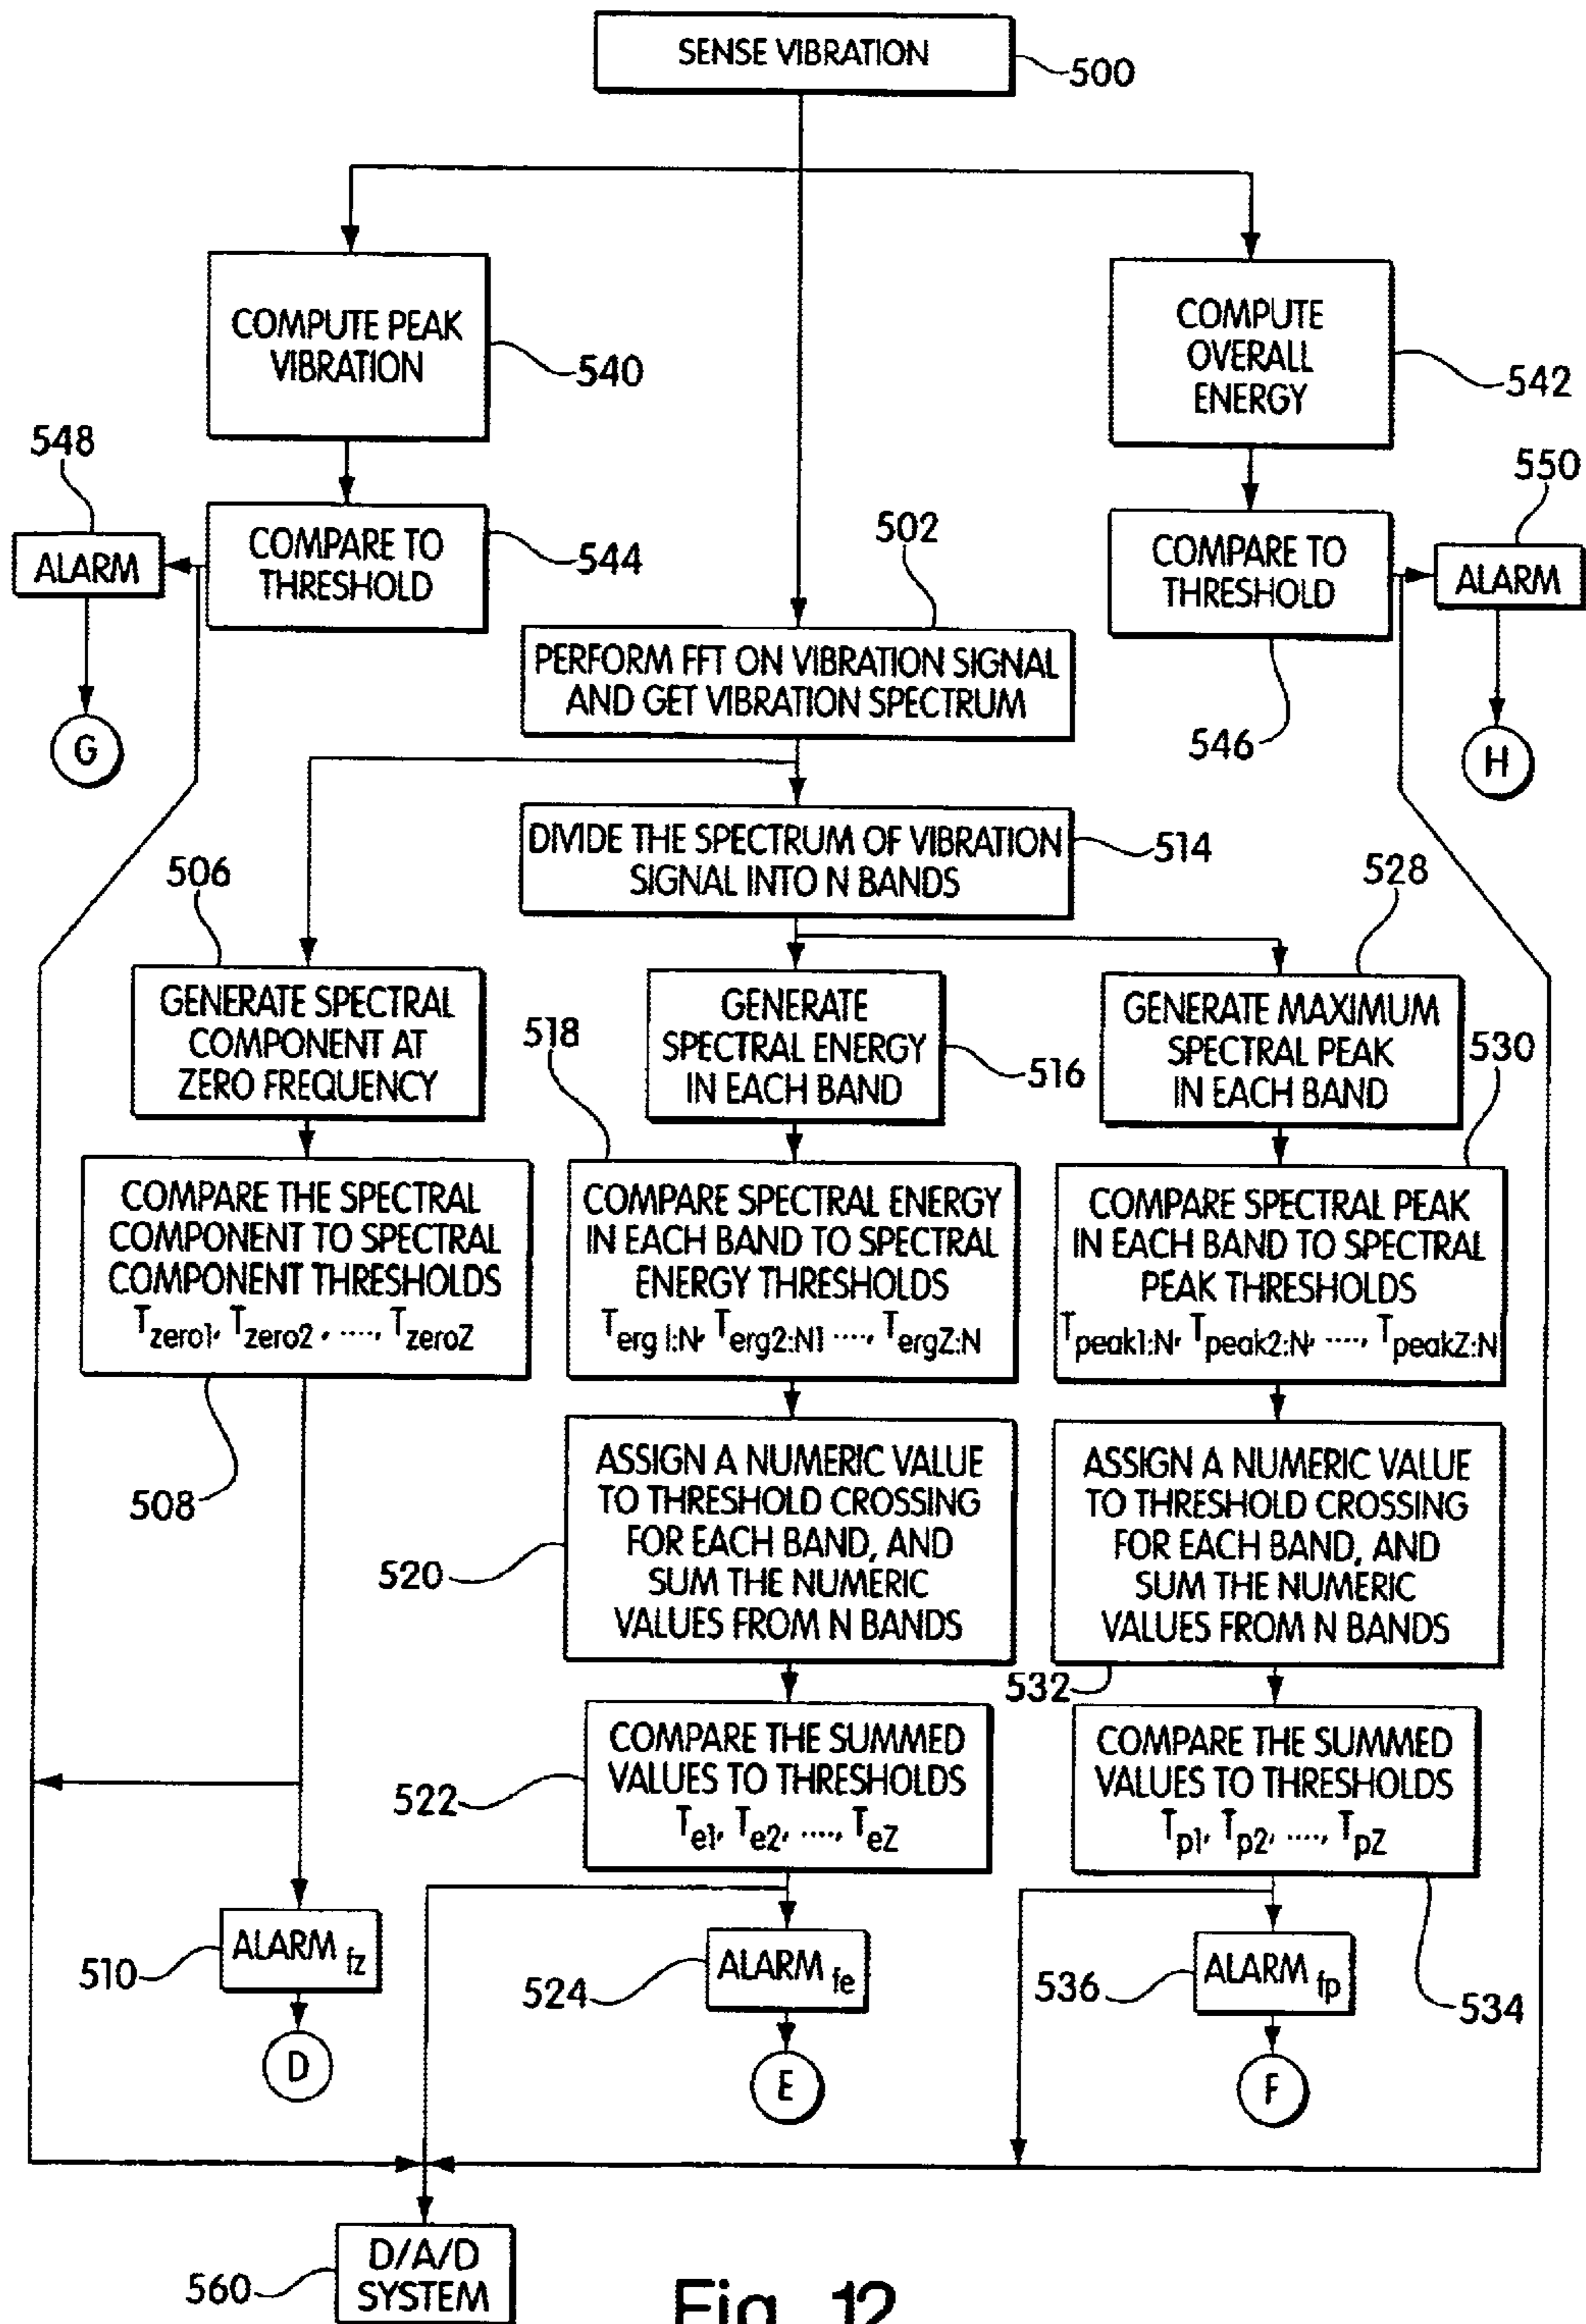 SENSE VIBRATION
500
COMPUTE PEAK
VIBRATION
540
COMPUTE
OVERALL
ENERGY
542
548
ALARM
COMPARE TO
THRESHOLD
544
502
COMPARE TO
THRESHOLD
546
550
ALARM
G
H
PERFORM FFT ON VIBRATION SIGNAL
AND GET VIBRATION SPECTRUM
DIVIDE THE SPECTRUM OF VIBRATION
SIGNAL INTO N BANDS
514
506
528
GENERATE SPECTRAL
COMPONENT AT
ZERO FREQUENCY
518
GENERATE
SPECTRAL ENERGY
IN EACH BAND
516
GENERATE MAXIMUM
SPECTRAL PEAK
IN EACH BAND
530
COMPARE THE SPECTRAL
COMPONENT TO SPECTRAL
COMPONENT THRESHOLDS
Tzero1, Tzero2, ...., TzeroZ
508
COMPARE SPECTRAL ENERGY
IN EACH BAND TO SPECTRAL
ENERGY THRESHOLDS
Terg 1:N, Terg2:N1 ...., TergZ:N
COMPARE SPECTRAL PEAK
IN EACH BAND TO SPECTRAL
PEAK THRESHOLDS
Tpeak1:N, Tpeak2:N, ...., TpeakZ:N
520
ASSIGN A NUMERIC VALUE
TO THRESHOLD CROSSING
FOR EACH BAND, AND
SUM THE NUMERIC
VALUES FROM N BANDS
ASSIGN A NUMERIC VALUE
TO THRESHOLD CROSSING
FOR EACH BAND, AND
SUM THE NUMERIC
VALUES FROM N BANDS
532
522
COMPARE THE SUMMED
VALUES TO THRESHOLDS
Te1, Te2, ...., TeZ
COMPARE THE SUMMED
VALUES TO THRESHOLDS
Tp1, Tp2, ...., TpZ
534
510
ALARM fz
524
ALARM fe
536
ALARM fp
D
E
F
560
D/A/D
SYSTEM
Fig. 12